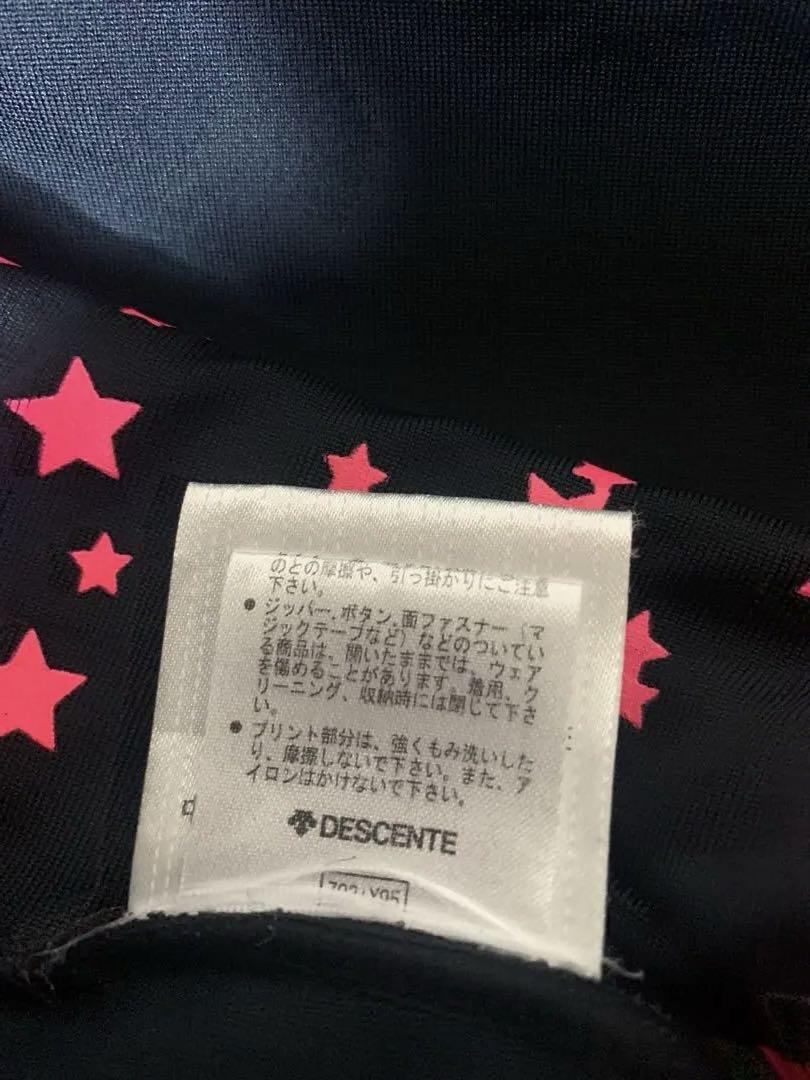 のとの摩擦や、引っ掛かりにご注意
下さい。
● ジッパー、ボタン、面ファスナー（マ
ジックテープなど）などのついてい
る商品は、開いたままでは、ウェア
を傷めることがあります。着用、ク
リーニング、収納時には閉じて下さ
い。
● プリント部分は、強くもみ洗いした
り、摩擦しないで下さい。また、ア
イロンはかけないで下さい。
DESCENTE